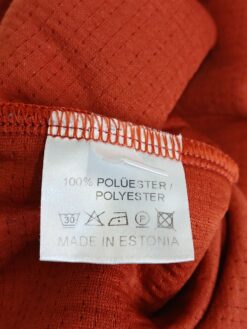 100% POLÜESTER /
POLYESTER
30 P
MADE IN ESTONIA